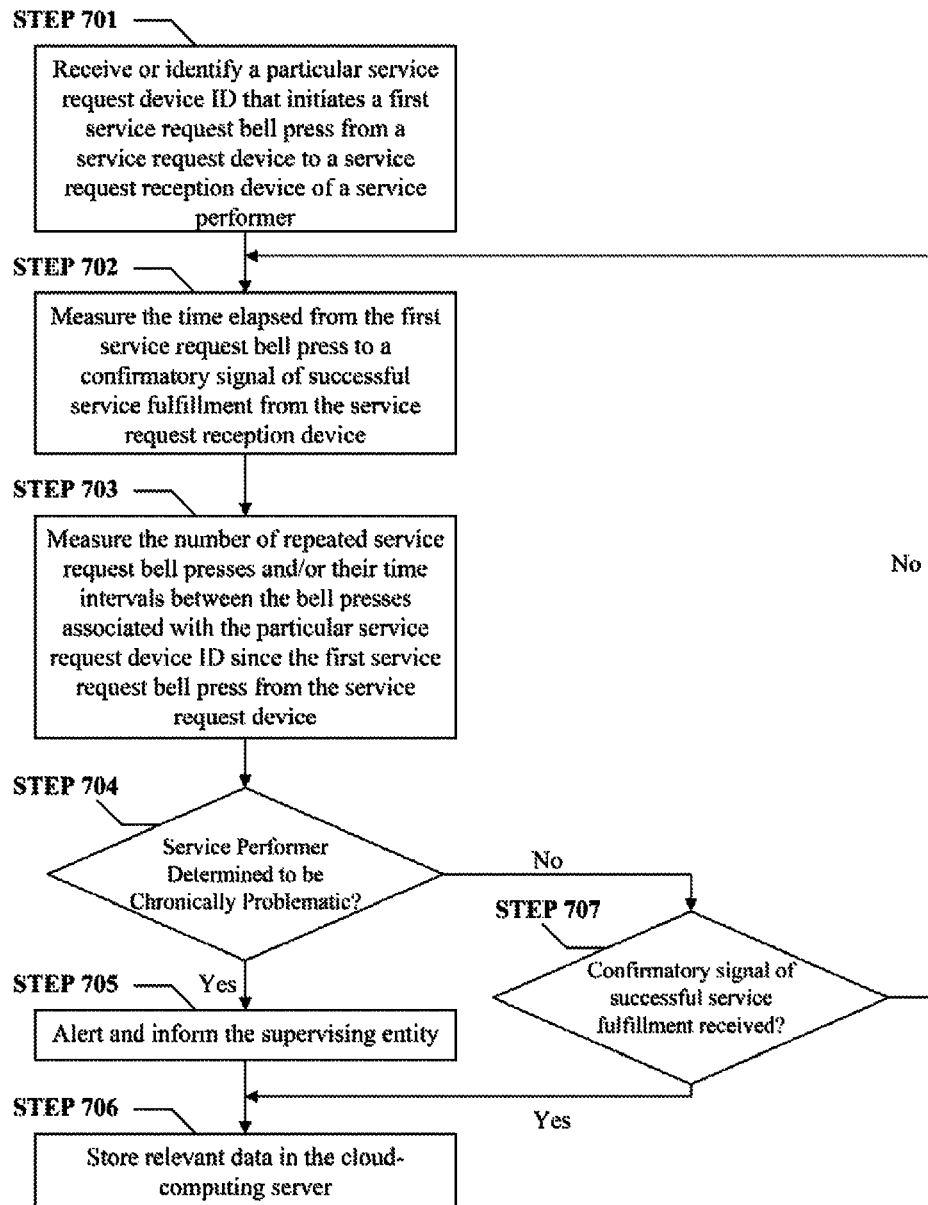 STEP 701
Receive or identify a particular service
request device ID that initiates a first
service request bell press from a
service request device to a service
request reception device of a service
performer
STEP 702
Measure the time elapsed from the first
service request bell press to a
confirmatory signal of successful
service fulfillment from the service
request reception device
STEP 703
Measure the number of repeated service
request bell presses and/or their time
intervals between the bell presses
associated with the particular service
request device ID since the first service
request bell press from the service
request device
No
STEP 704
Service Performer
Determined to be
Chronically Problematic?
No
STEP 707
Confirmatory signal of
successful service
fulfillment received?
Yes
STEP 705
Alert and inform the supervising entity
Yes
STEP 706
Store relevant data in the cloud-
computing server